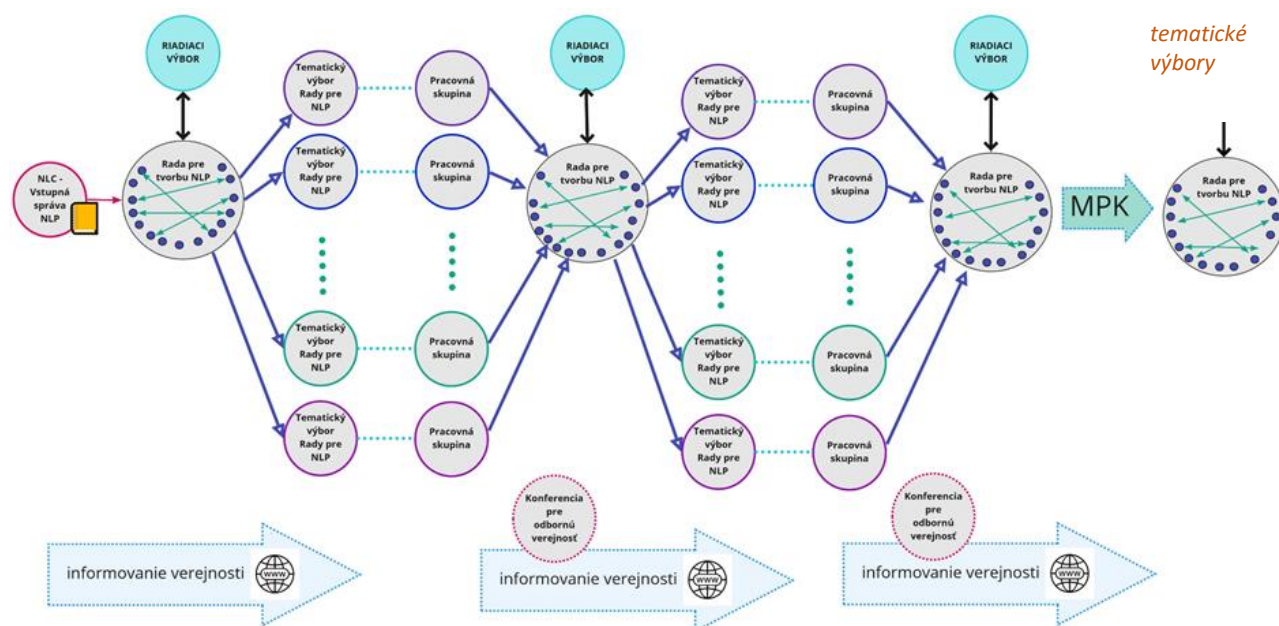 RIADIACI
VÝBOR
RIADIACI
VÝBOR
RIADIACI
VÝBOR
tematické
výbory
Tematický
výbor
Rady pre
NLP
Pracovná
skupina
Tematický
výbor
Rady pre
NLP
Pracovná
skupina
NLC -
Vstupná
správa
NLP
Rada pre
tvorbu NLP
Tematický
výbor
Rady pre
NLP
Pracovná
skupina
Rada pre
tvorbu NLP
Tematický
výbor
Rady pre
NLP
Pracovná
skupina
Rada pre
tvorbu NLP
MPK
Rada pre
tvorbu NLP
Tematický
výbor
Rady pre
NLP
Pracovná
skupina
Tematický
výbor
Rady pre
NLP
Pracovná
skupina
Tematický
výbor
Rady pre
NLP
Pracovná
skupina
Tematický
výbor
Rady pre
NLP
Pracovná
skupina
Konferencia
pre
odbornú
verejnosť
Konferencia
pre
odbornú
verejnosť
informovanie verejnosti
www
informovanie verejnosti
www
informovanie verejnosti
www